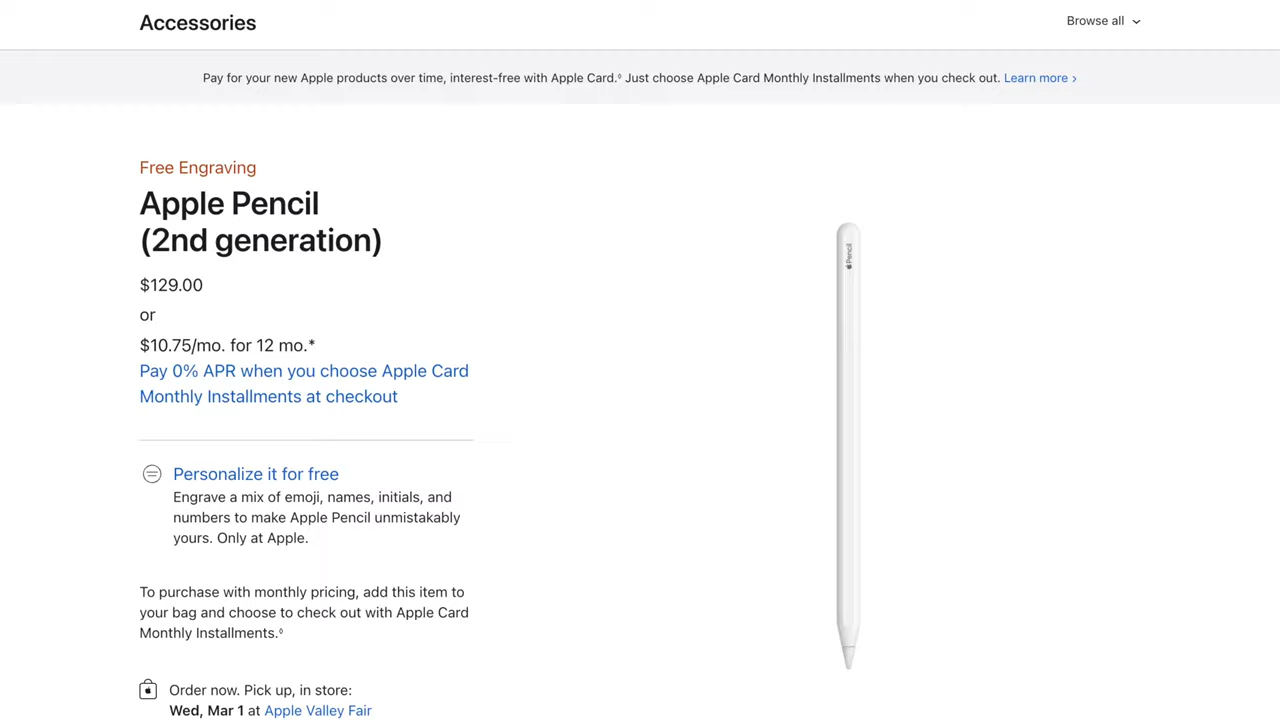 Accessories
Browse all
Pay for your new Apple products over time, interest-free with Apple Card.◊ Just choose Apple Card Monthly Installments when you check out. Learn more ›
Free Engraving
Apple Pencil
(2nd generation)
$129.00
or
$10.75/mo. for 12 mo.*
Pay 0% APR when you choose Apple Card
Monthly Installments at checkout
Personalize it for free
Engrave a mix of emoji, names, initials, and
numbers to make Apple Pencil unmistakably
yours. Only at Apple.
To purchase with monthly pricing, add this item to
your bag and choose to check out with Apple Card
Monthly Installments.◊
Order now. Pick up, in store:
Wed, Mar 1 at Apple Valley Fair
Pencil